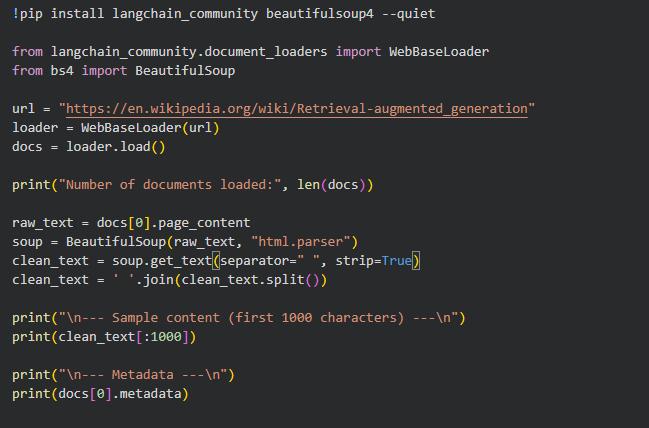 !pip install langchain_community beautifulsoup4 --quiet
from langchain_community.document_loaders import WebBaseLoader
from bs4 import BeautifulSoup
url = "https://en.wikipedia.org/wiki/Retrieval-augmented_generation"
loader = WebBaseLoader(url)
docs = loader.load()
print("Number of documents loaded:", len(docs))
raw_text = docs[0].page_content
soup = BeautifulSoup(raw_text, "html.parser")
clean_text = soup.get_text(separator=" ", strip=True)
clean_text = ' '.join(clean_text.split())
print("\n--- Sample content (first 1000 characters) ---\n")
print(clean_text[:1000])
print("\n--- Metadata ---\n")
print(docs[0].metadata)